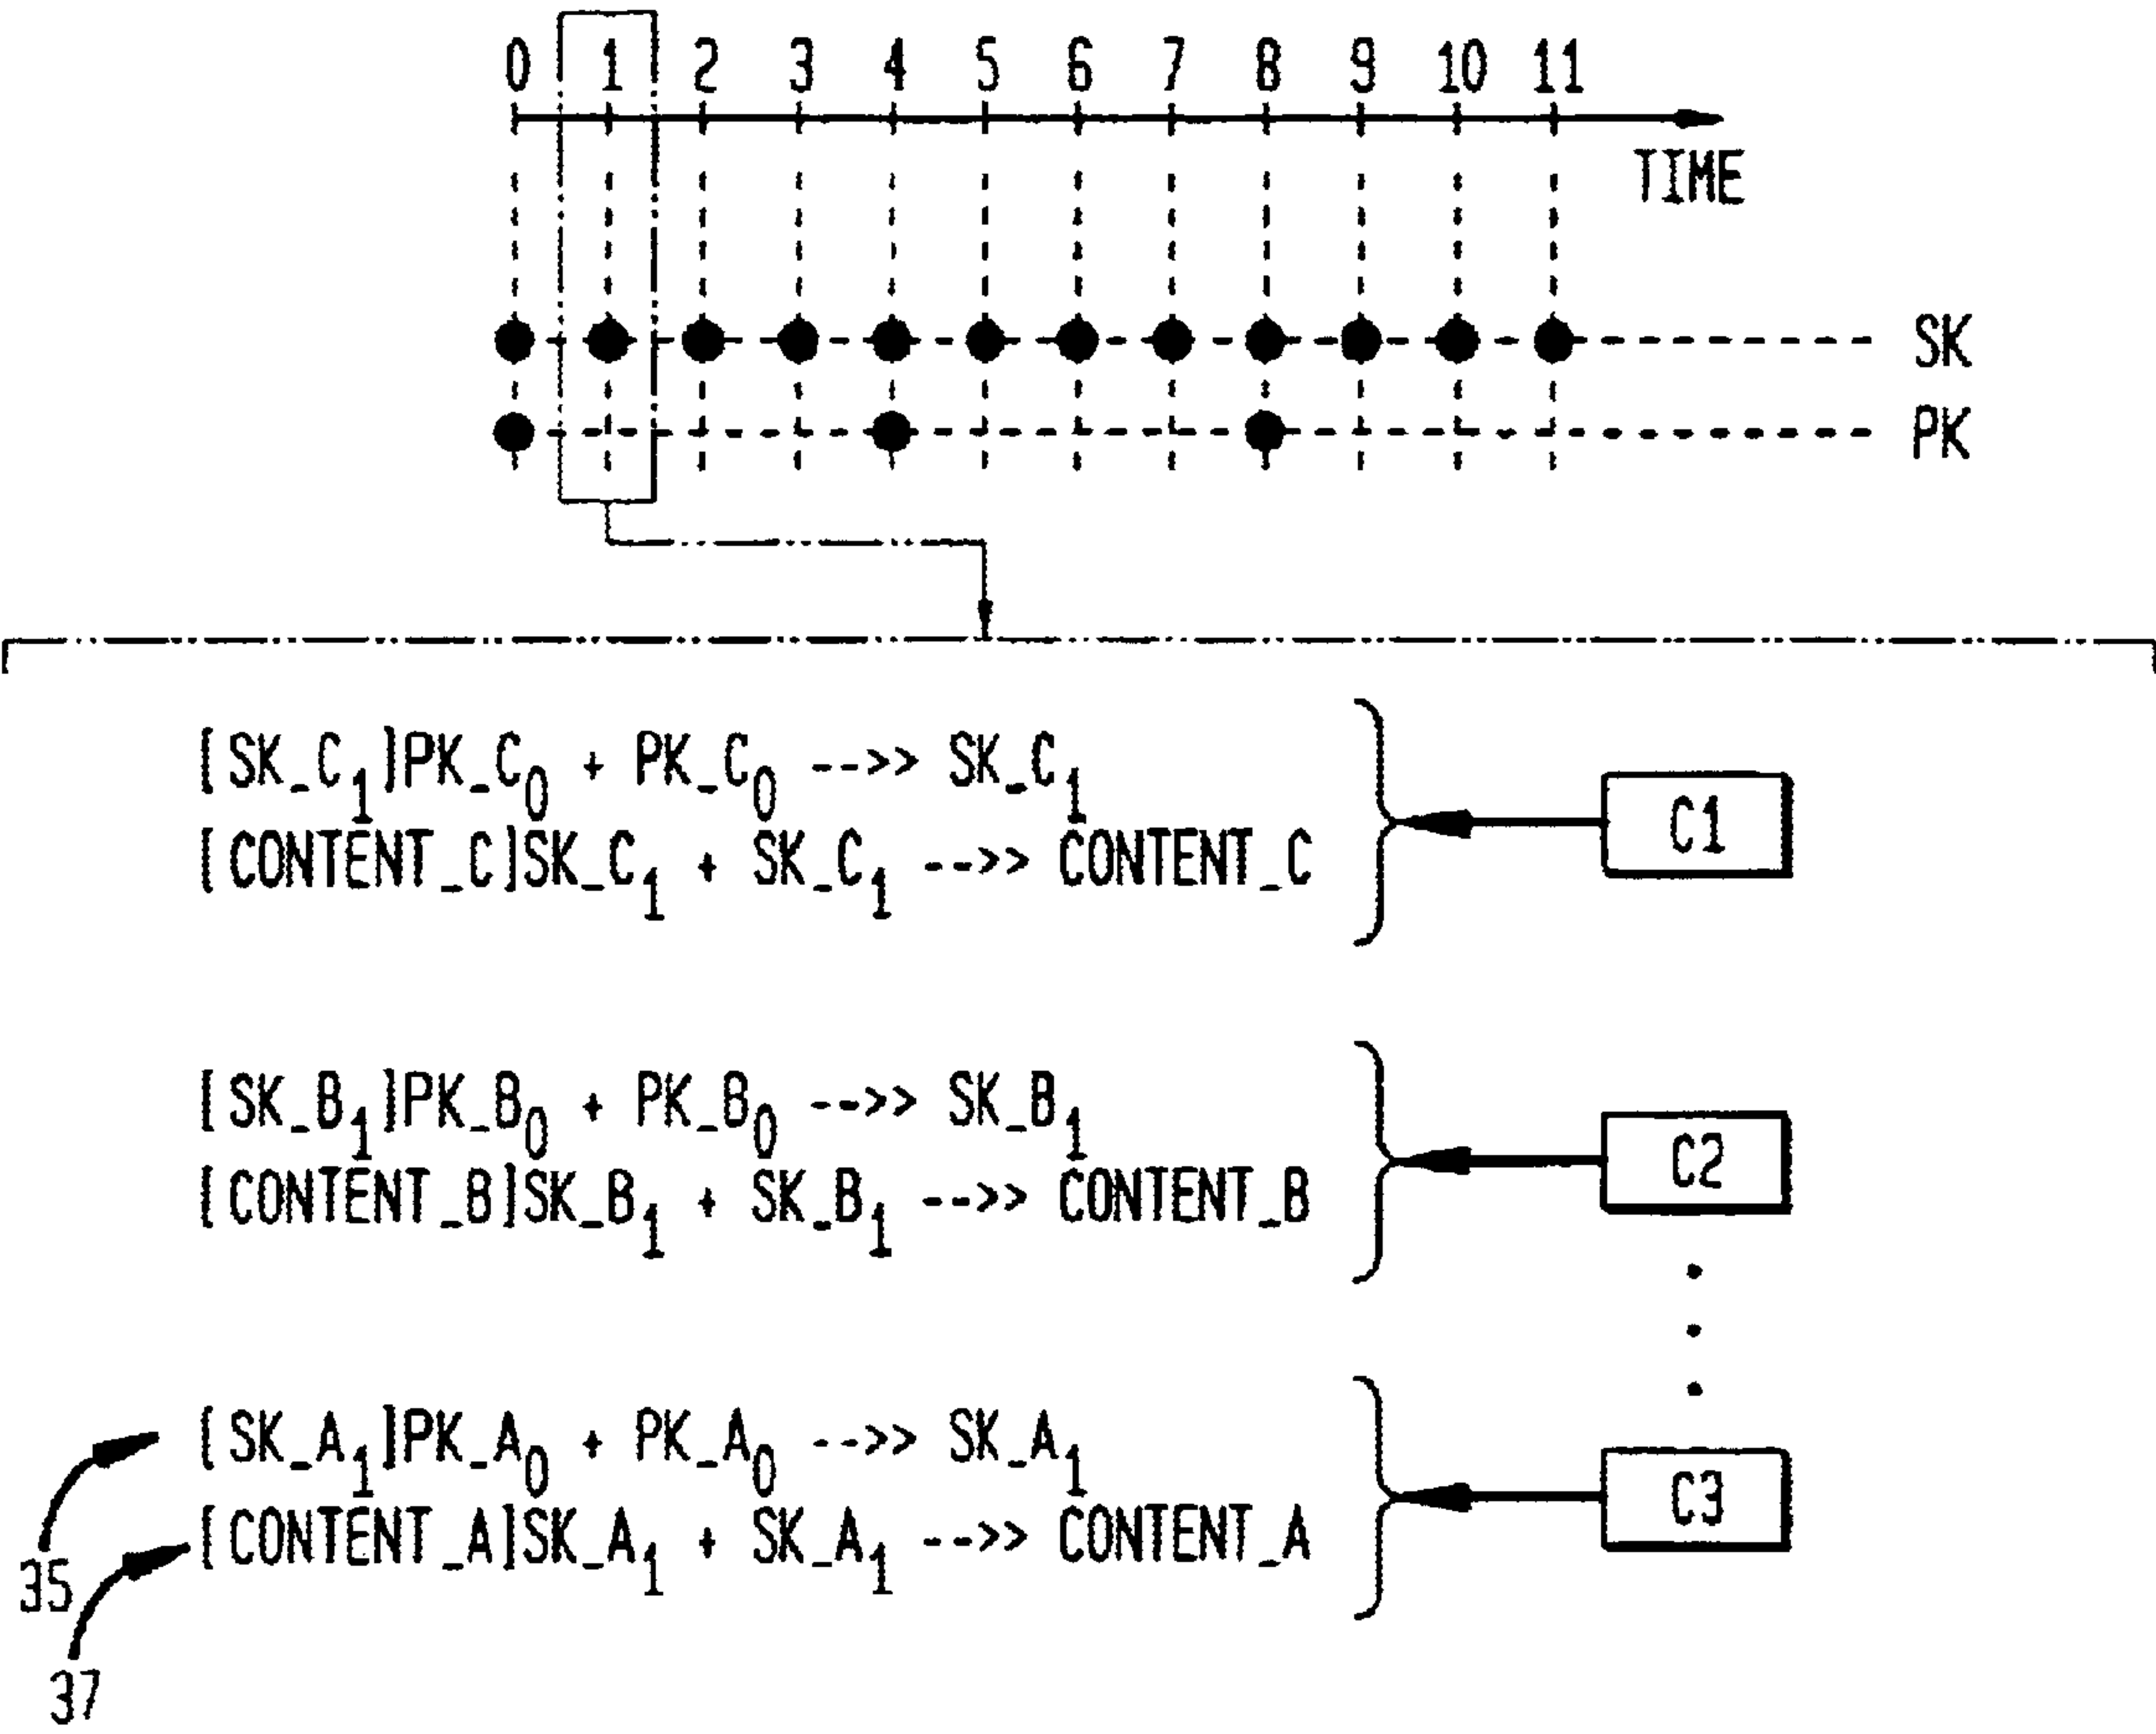 0 1 2 3 4 5 6 7 8 9 10 11
TIME
SK
PK
[SK_C₁]PK_C₀ + PK_C₀ -->> SK_C₁
[CONTENT_C]SK_C₁ + SK_C₁ -->> CONTENT_C
C1
[SK_B₁]PK_B₀ + PK_B₀ -->> SK_B₁
[CONTENT_B]SK_B₁ + SK_B₁ -->> CONTENT_B
C2
[SK_A₁]PK_A₀ + PK_A₀ -->> SK_A₁
[CONTENT_A]SK_A₁ + SK_A₁ -->> CONTENT_A
C3
35
37